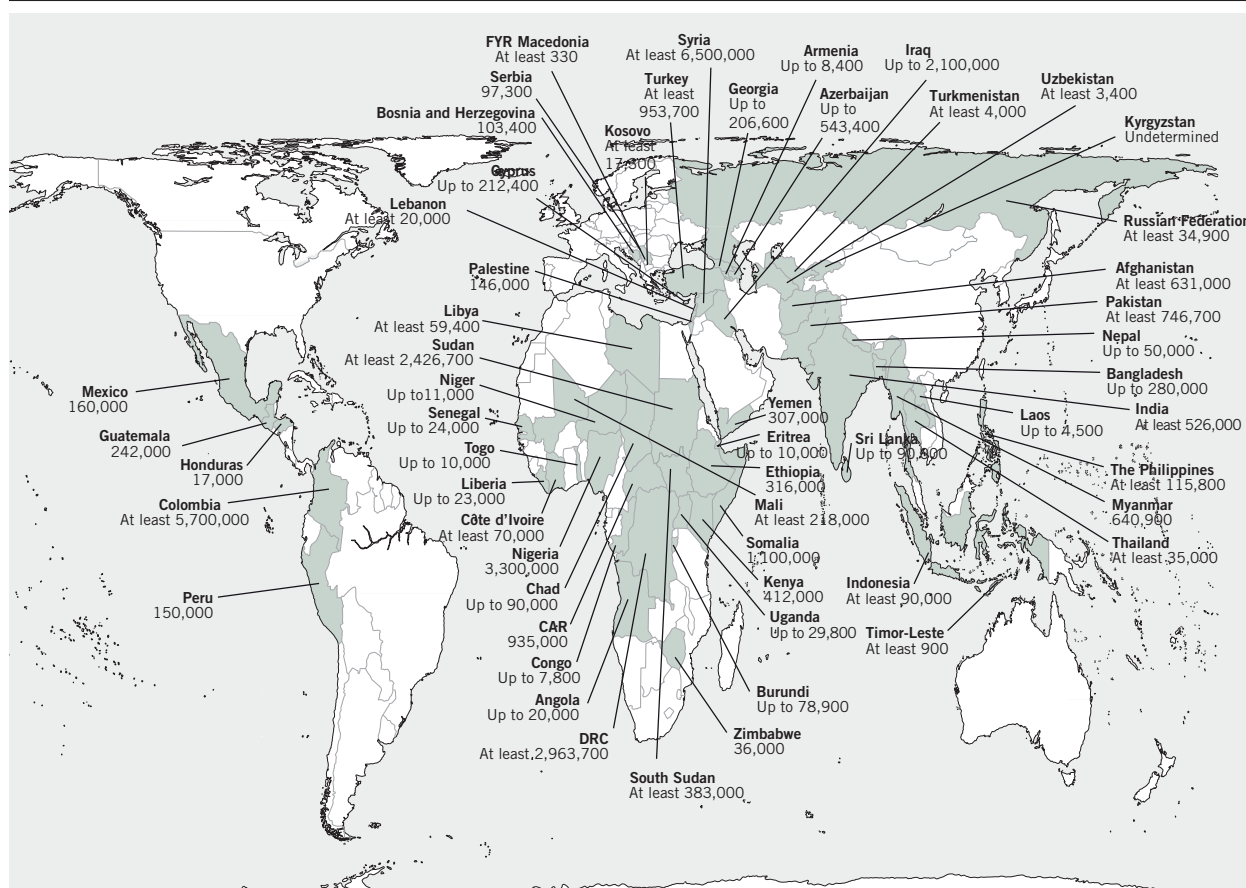 FYR Macedonia
At least 330
Serbia
97,300
Bosnia and Herzegovina
103,400
Syria
At least 6,500,000
Turkey
At least
953,700
Kosovo
At least
Georgia
Up to
206,600
Armenia
Up to 8,400
Azerbaijan
Up to
543,400
Iraq
Up to 2,100,000
Turkmenistan
At least 4,000
Uzbekistan
At least 3,400
Kyrgyzstan
Undetermined
Cyprus
Up to 212,400
Lebanon
At least 20,000
Russian Federation
At least 34,900
Palestine
146,000
Afghanistan
At least 631,000
Pakistan
At least 746,700
Nepal
Up to 50,000
Bangladesh
Up to 280,000
India
At least 526,000
Laos
Up to 4,500
The Philippines
At least 115,800
Myanmar
640,900
Thailand
At least 35,000
Libya
At least 59,400
Sudan
At least 2,426,700
Niger
Up to11,000
Senegal
Up to 24,000
Togo
Up to 10,000
Liberia
Up to 23,000
Côte d’Ivoire
At least 70,000
Nigeria
3,300,000
Chad
Up to 90,000
CAR
935,000
Congo
Up to 7,800
Angola
Up to 20,000
DRC
At least 2,963,700
South Sudan
At least 383,000
Mexico
160,000
Guatemala
242,000
Honduras
17,000
Colombia
At least 5,700,000
Peru
150,000
Yemen
307,000
Eritrea
Up to 10,000
Ethiopia
316,000
Mali
At least 218,000
Somalia
1,100,000
Kenya
412,000
Uganda
Up to 29,800
Burundi
Up to 78,900
Zimbabwe
36,000
Sri Lanka
Up to 90,000
Indonesia
At least 90,000
Timor-Leste
At least 900